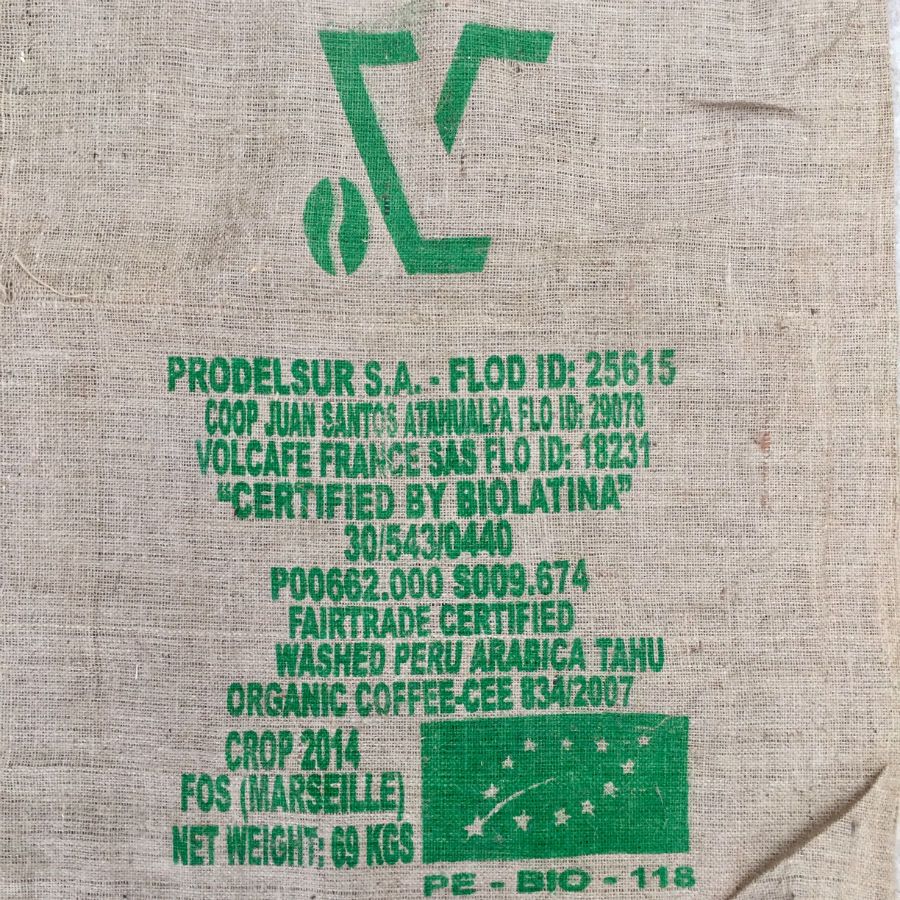 PRODELSUR S.A. - FLOD ID: 25615
COOP JUAN SANTOS ATAMUALPA FLO ID: 29078
VOLCAFE FRANCE SAS FLO ID: 18231
"CERTIFIED BY BIOLATINA"
30/543/0440
P00662.000 S009.674
FAIRTRADE CERTIFIED
WASHED PERU ARABICA TAHU
ORGANIC COFFEE-CEE 834/2007
CROP 2014
FOS (MARSEILLE)
NET WEIGHT: 69 KGS
PE - BIO - 118